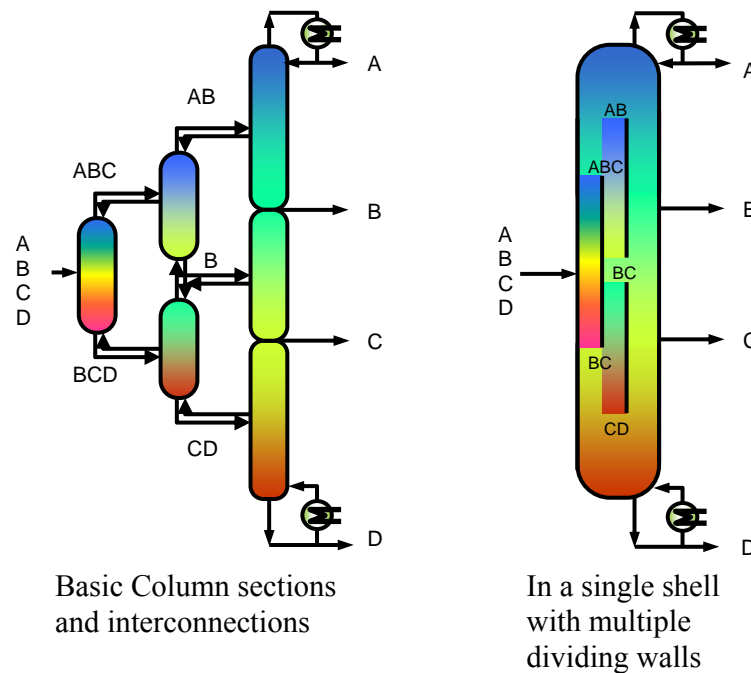 A
AB
ABC
B
A
B
C
D
B
C
BCD
CD
D
Basic Column sections
and interconnections
A
AB
ABC
B
A
B
C
D
BC
C
BC
CD
D
In a single shell
with multiple
dividing walls